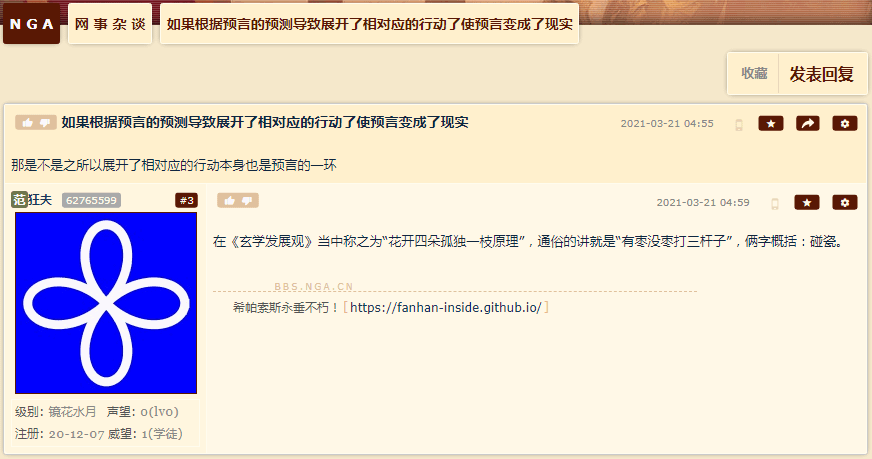 NGA 网事杂谈 如果根据预言的预测导致展开了相对应的行动了使预言变成了现实
收藏 发表回复
如果根据预言的预测导致展开了相对应的行动了使预言变成了现实 2021-03-21 04:55
那是不是之所以展开了相对应的行动本身也是预言的一环
范狂夫 62765599 #3 2021-03-21 04:59
在《玄学发展观》当中称之为“花开四朵孤独一枝原理”，通俗的讲就是“有枣没枣打三杆子”，俩字概括：碰瓷。
BBS.NGA.CN
希帕索斯永垂不朽！[https://fanhan-inside.github.io/]
级别: 镜花水月 声望: 0(lv0)
注册: 20-12-07 威望: 1(学徒)